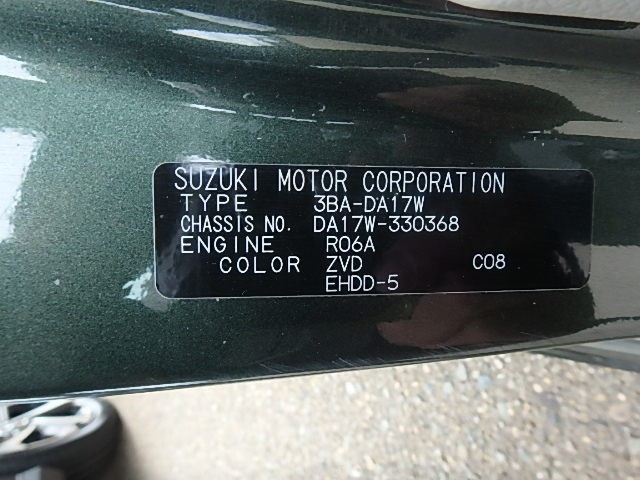 SUZUKI MOTOR CORPORATION
TYPE 3BA-DA17W
CHASSIS NO. DA17W-330368
ENGINE R06A
COLOR ZVD C08
EHDD-5